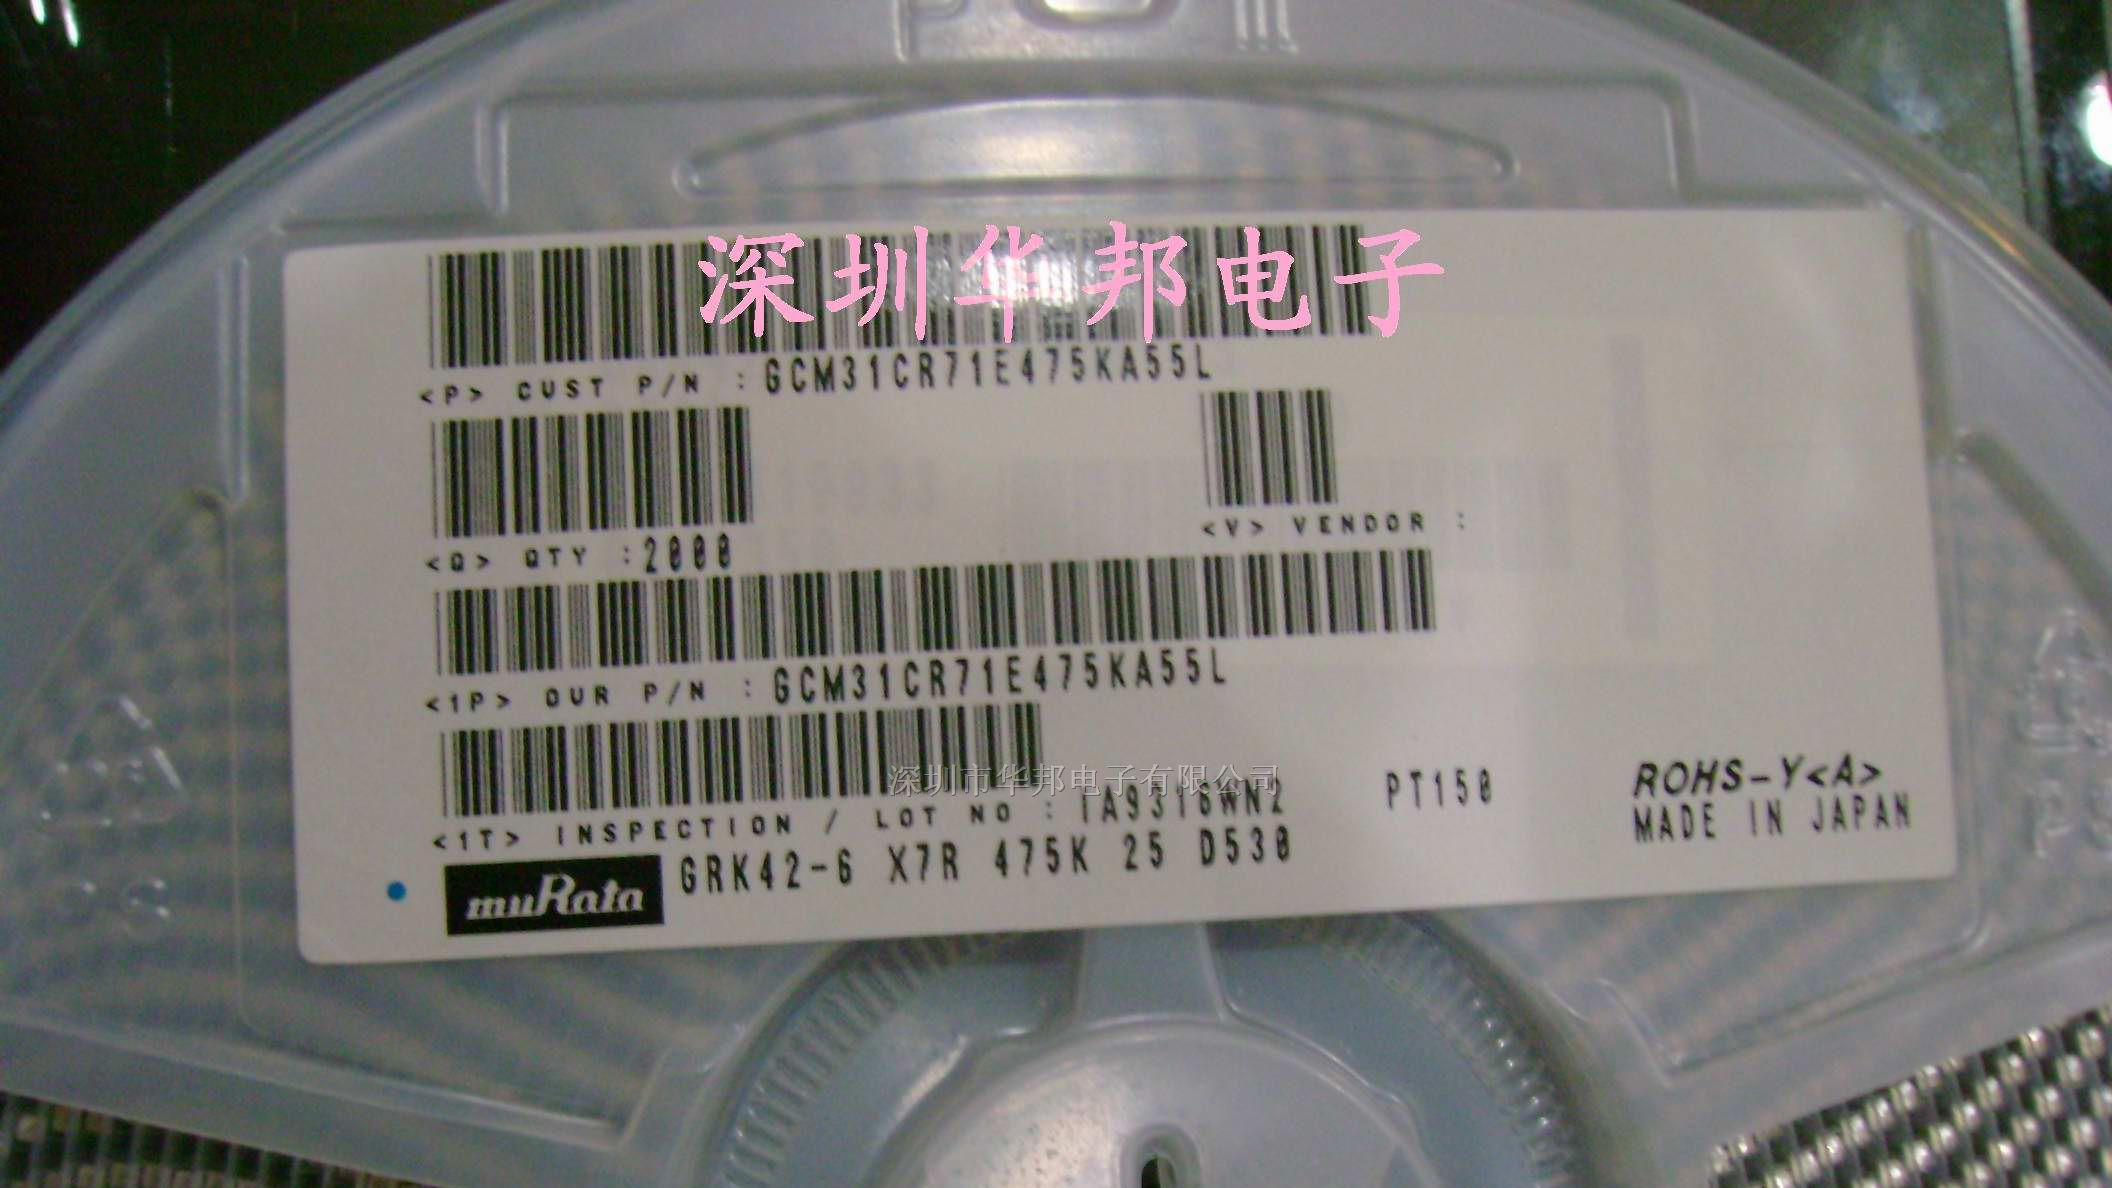 深圳华邦电子
<P> CUST P/N : GCM31CR71E475KA55L
<Q> QTY : 2000
<V> VENDOR :
<1P> OUR P/N : GCM31CR71E475KA55L
深圳市华邦电子有限公司
<1T> INSPECTION / LOT NO : IA9316WN2
PT150
ROHS-Y<A>
MADE IN JAPAN
muRata GRK42-6 X7R 475K 25 D530